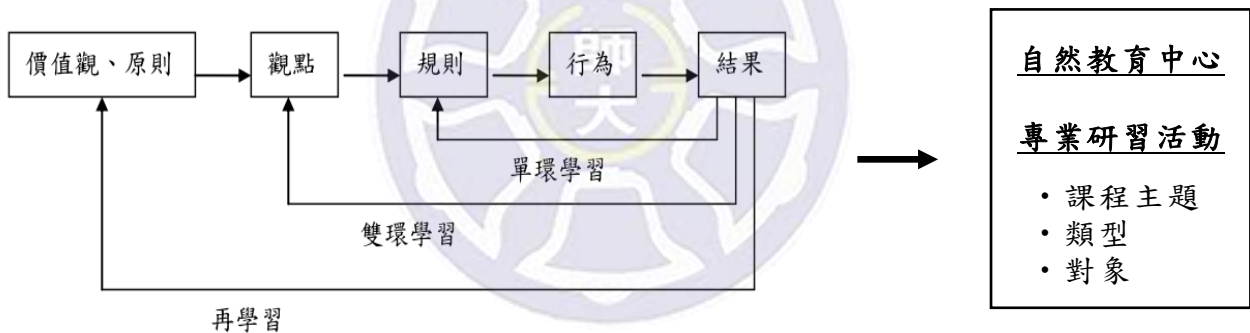 價值觀、原則
觀點
規則
行為
結果
單環學習
雙環學習
再學習
師大
自然教育中心
專業研習活動
・課程主題
・類型
・對象